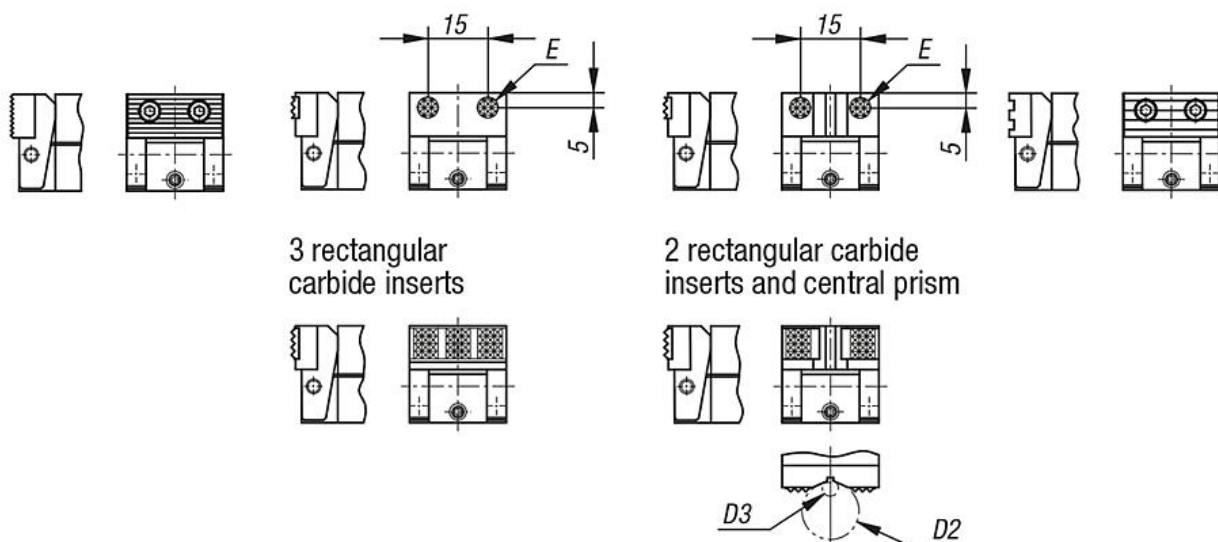 15
E
5
15
E
5
3 rectangular
carbide inserts
2 rectangular carbide
inserts and central prism
D3
D2